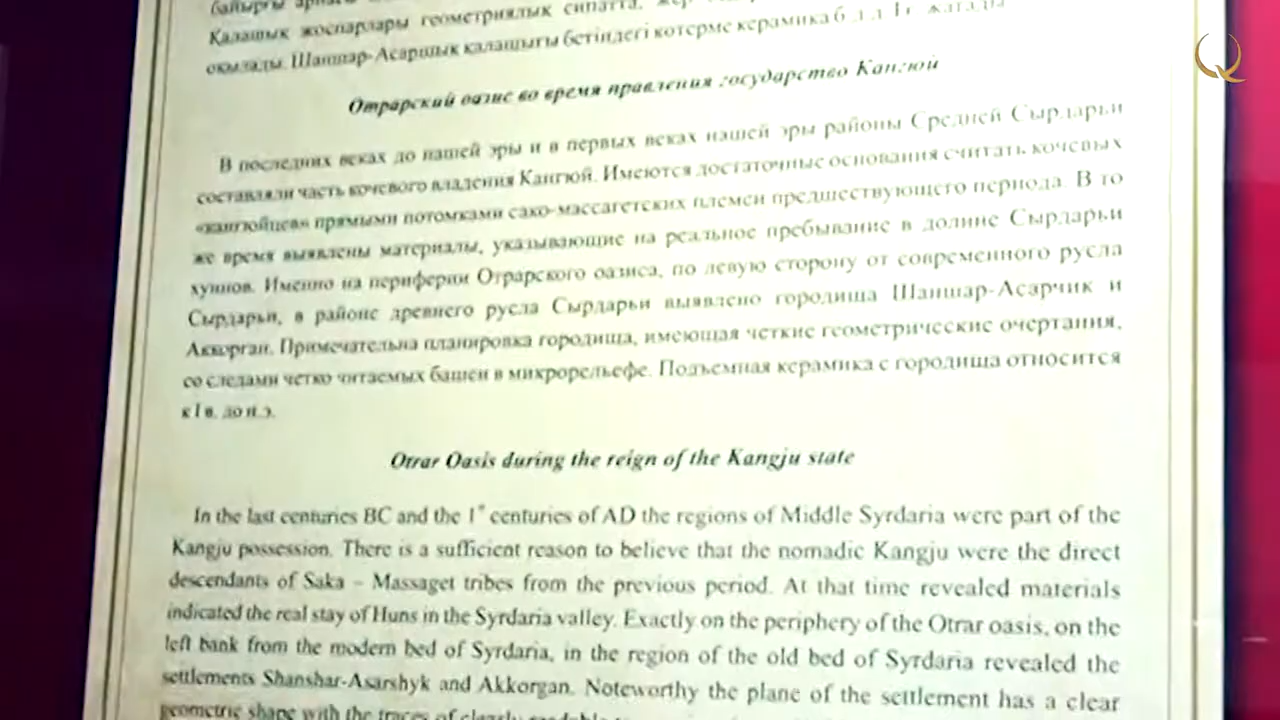 байырғы
Қалашық жоспарлары геометриялық сипатта, жер
оқылады. Шаншар-Асаршық қалашығы бетіндегі көтерме керамика б.д.д. I ғ. жатады
Отрарский оазис во время правления государство Кангюй
В последних веках до нашей эры и в первых веках нашей эры районы Средней Сырдарьи
составляли часть кочевого владения Кангюй. Имеются достаточные основания считать кочевых
«кангюйцев» прямыми потомками сако-массагетских племен предшествующего периода. В то
же время выявлены материалы, указывающие на реальное пребывание в долине Сырдарьи
хуннов. Именно на периферии Отрарского оазиса, по левую сторону от современного русла
Сырдарьи, в районе древнего русла Сырдарьи выявлено городища Шаншар-Асарчик и
Аккорган. Примечательна планировка городища, имеющая четкие геометрические очертания,
со следами четко читаемых башен в микрорельефе. Подъемная керамика с городища относится
к I в. до н.э.
Otrar Oasis during the reign of the Kangju state
In the last centuries BC and the 1st centuries of AD the regions of Middle Syrdaria were part of the
Kangju possession. There is a sufficient reason to believe that the nomadic Kangju were the direct
descendants of Saka – Massaget tribes from the previous period. At that time revealed materials
indicated the real stay of Huns in the Syrdaria valley. Exactly on the periphery of the Otrar oasis, on the
left bank from the modern bed of Syrdaria, in the region of the old bed of Syrdaria revealed the
settlements Shanshar-Asarshyk and Akkorgan. Noteworthy the plane of the settlement has a clear
geometric shape with the traces of clearly readable